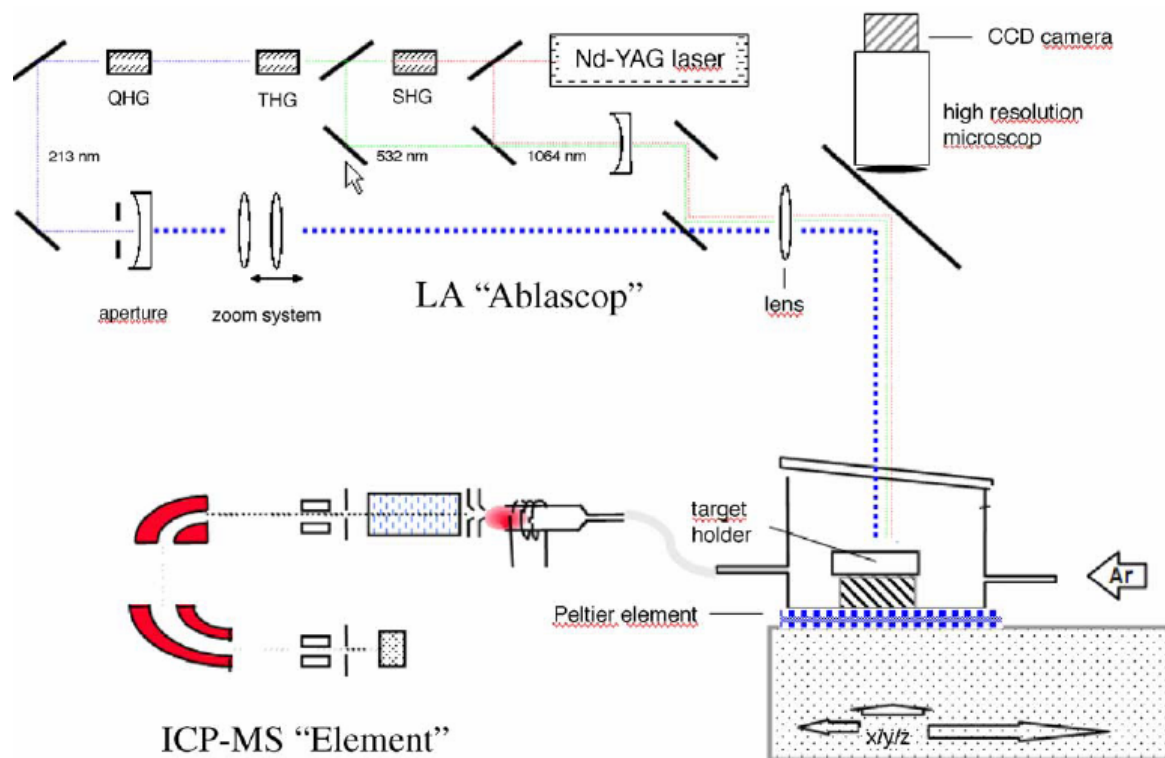 Nd-YAG laser
CCD camera
QHG
THG
SHG
high resolution
microscop
213 nm
532 nm
1064 nm
LA “Ablascop”
aperture
zoom system
lens
target
holder
Ar
Peltier element
x/y/z
ICP-MS “Element”